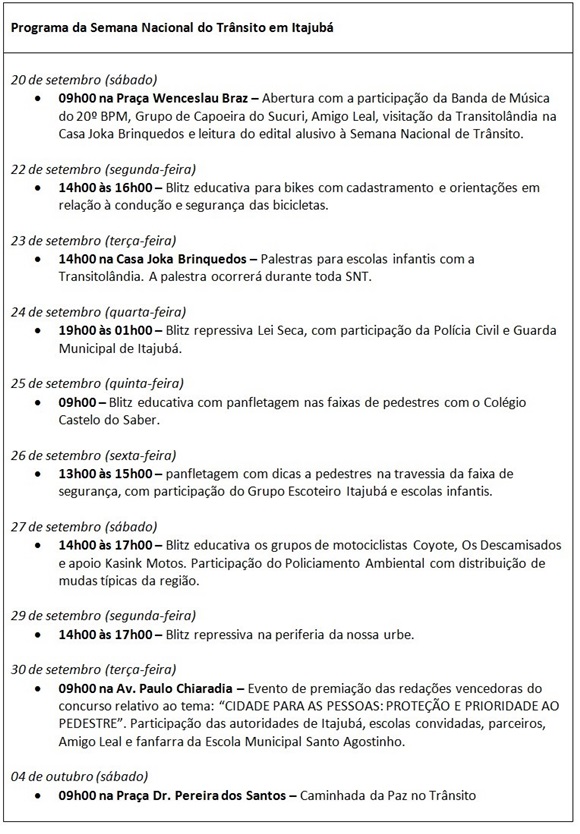 Programa da Semana Nacional do Trânsito em Itajubá
20 de setembro (sábado)
• 09h00 na Praça Wenceslau Braz – Abertura com a participação da Banda de Música
do 20º BPM, Grupo de Capoeira do Sucuri, Amigo Leal, visitação da Transitolândia na
Casa Joka Brinquedos e leitura do edital alusivo à Semana Nacional de Trânsito.
22 de setembro (segunda-feira)
• 14h00 às 16h00 – Blitz educativa para bikes com cadastramento e orientações em
relação à condução e segurança das bicicletas.
23 de setembro (terça-feira)
• 14h00 na Casa Joka Brinquedos – Palestras para escolas infantis com a
Transitolândia. A palestra ocorrerá durante toda SNT.
24 de setembro (quarta-feira)
• 19h00 às 01h00 – Blitz repressiva Lei Seca, com participação da Polícia Civil e Guarda
Municipal de Itajubá.
25 de setembro (quinta-feira)
• 09h00 – Blitz educativa com panfletagem nas faixas de pedestres com o Colégio
Castelo do Saber.
26 de setembro (sexta-feira)
• 13h00 às 15h00 – panfletagem com dicas a pedestres na travessia da faixa de
segurança, com participação do Grupo Escoteiro Itajubá e escolas infantis.
27 de setembro (sábado)
• 14h00 às 17h00 – Blitz educativa os grupos de motociclistas Coyote, Os Descamisados
e apoio Kasink Motos. Participação do Policiamento Ambiental com distribuição de
mudas típicas da região.
29 de setembro (segunda-feira)
• 14h00 às 17h00 – Blitz repressiva na periferia da nossa urbe.
30 de setembro (terça-feira)
• 09h00 na Av. Paulo Chiaradia – Evento de premiação das redações vencedoras do
concurso relativo ao tema: “CIDADE PARA AS PESSOAS: PROTEÇÃO E PRIORIDADE AO
PEDESTRE”. Participação das autoridades de Itajubá, escolas convidadas, parceiros,
Amigo Leal e fanfarra da Escola Municipal Santo Agostinho.
04 de outubro (sábado)
• 09h00 na Praça Dr. Pereira dos Santos – Caminhada da Paz no Trânsito